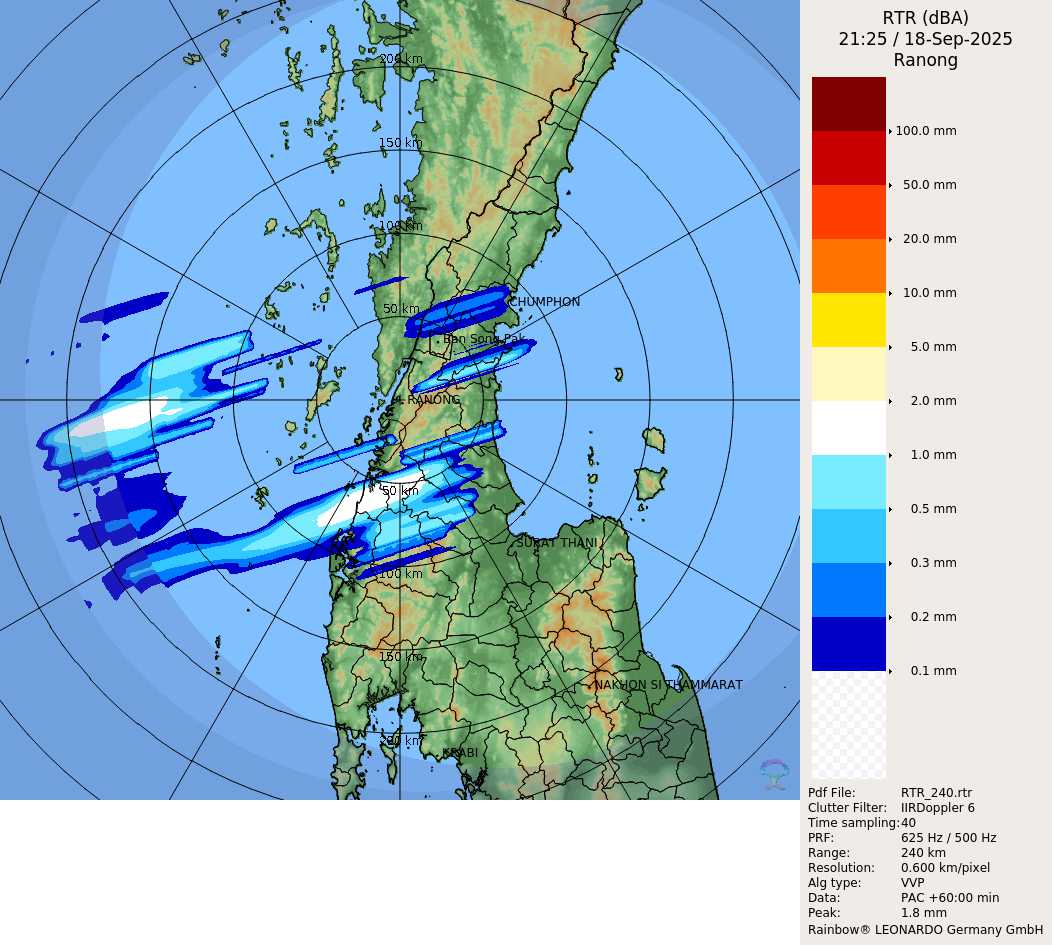 RTR (dBA)
21:25 / 18-Sep-2025
Ranong
200 km
150 km
100 km
50 km
CHUMPHON
Ban Song Pak
RANONG
50 km
SURAT THANI
100 km
150 km
NAKHON SI THAMMARAT
200 km
KRABI
100.0 mm
50.0 mm
20.0 mm
10.0 mm
5.0 mm
2.0 mm
1.0 mm
0.5 mm
0.3 mm
0.2 mm
0.1 mm
Pdf File: RTR_240.rtr
Clutter Filter: IIRDoppler 6
Time sampling: 40
PRF: 625 Hz / 500 Hz
Range: 240 km
Resolution: 0.600 km/pixel
Alg type: VVP
Data: PAC +60:00 min
Peak: 1.8 mm
Rainbow® LEONARDO Germany GmbH